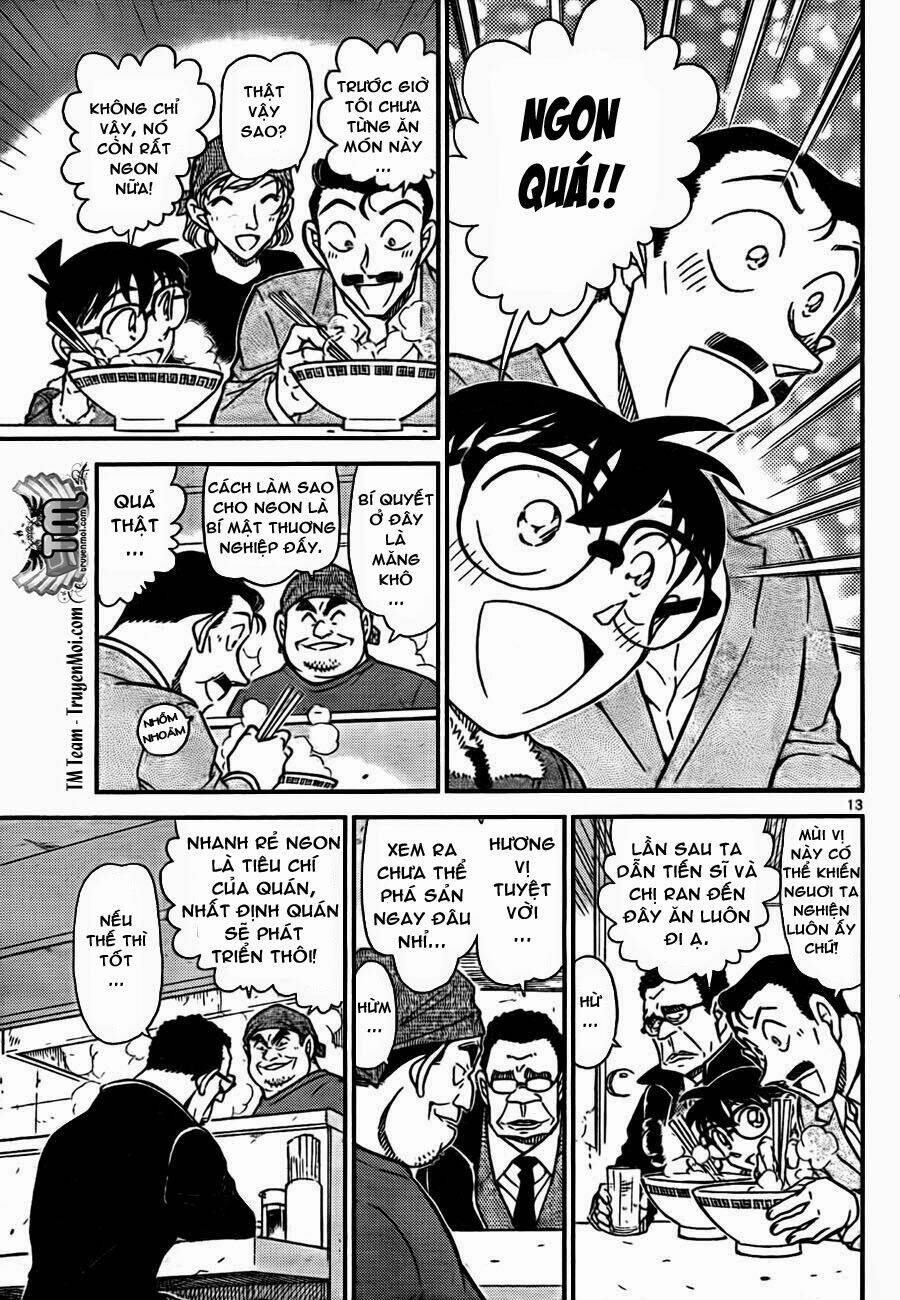 NGON
QUÁ!!
TRƯỚC GIỜ
TÔI CHƯA
TỪNG ĂN
MÓN NÀY
...
THẬT
VẬY
SAO?
KHÔNG CHỈ
VẬY, NÓ
CÒN RẤT
NGON
NỮA!
BÍ QUYẾT
Ở ĐÂY
LÀ
MĂNG
KHÔ
...
CÁCH LÀM SAO
CHO NGON LÀ
BÍ MẬT THUƠNG
NGHIỆP ĐẤY.
QUẢ
THẬT
...
NHỒM
NHOÀM
TM
truyenmoi.com
TM Team - TruyenMoi.com
13
MÙI VỊ
NÀY CÓ
THỂ KHIẾN
NGUƠI TA
NGHIỆN
LUÔN ẤY
CHỨ!
LẦN SAU TA
DẪN TIẾN
SĨ VÀ
CHỊ RAN ĐẾN
ĐÂY ĂN LUÔN
ĐI Ạ.
HỪ
...
HƯƠNG
VỊ
TUYỆT
VỜI
...
XEM RA
CHƯA THỂ
PHÁ SẢN
NGAY ĐÂU
NHỈ...
HỪM
...
NHANH RẺ NGON
LÀ TIÊU CHÍ
CỦA QUÁN,
NHẤT ĐỊNH QUÁN
SẼ PHÁT
TRIỂN THÔI!
NẾU
THẾ THÌ
TỐT
...